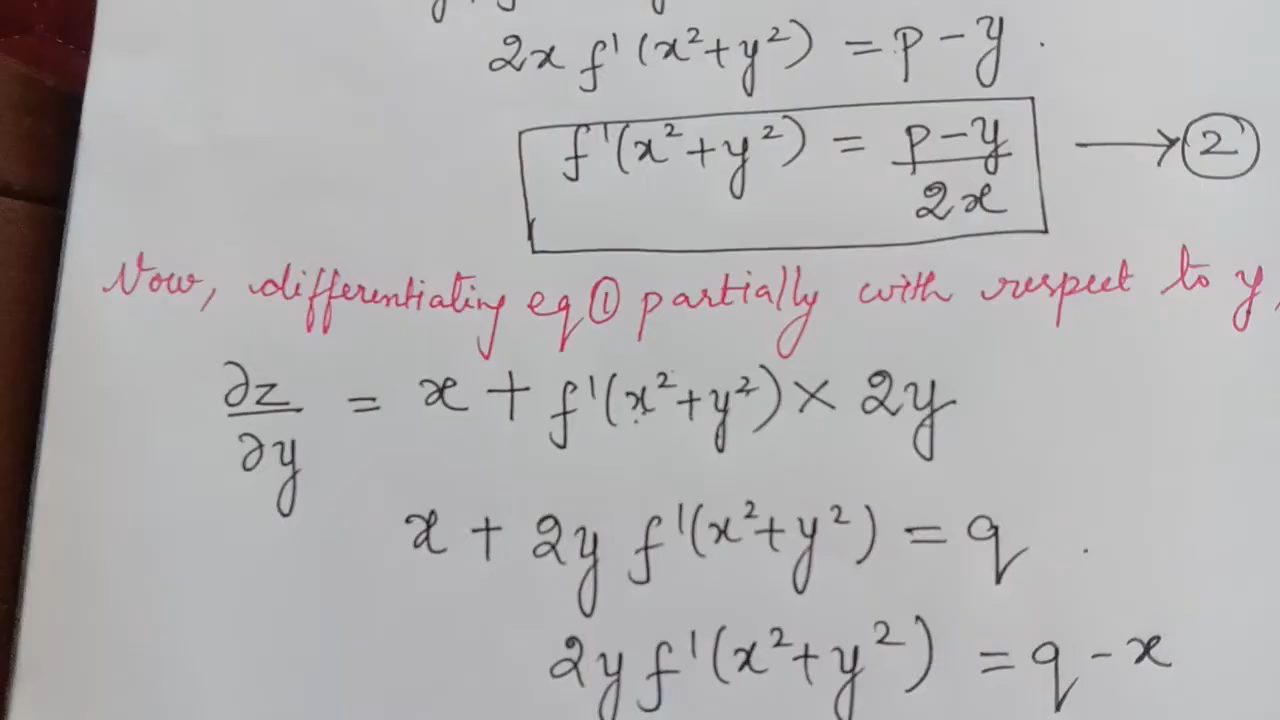 2x f'(x²+y²) = p-y.
f'(x²+y²) = p-y/2x → 2
Now, differentiating eq ① partially with respect to y,
∂z/∂y = x + f'(x²+y²) × 2y
x + 2y f'(x²+y²) = q.
2y f'(x²+y²) = q-x